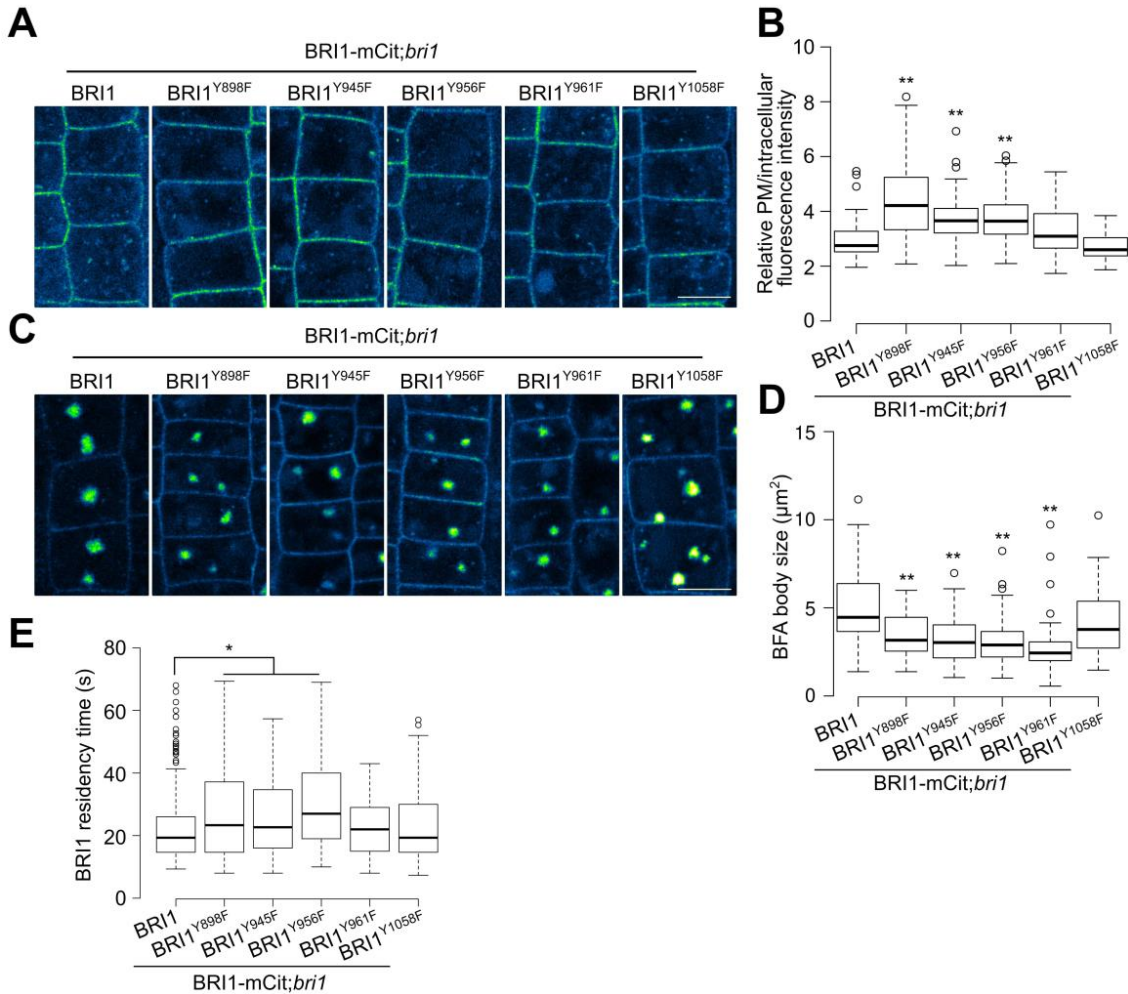 A
BRI1-mCit;bri1
BRI1 BRI1Y898F BRI1Y945F BRI1Y956F BRI1Y961F BRI1Y1058F
B
Relative PM/intracellular
fluorescence intensity
10
8
6
4
2
0
** ** **
BRI1 BRI1Y898F BRI1Y945F BRI1Y956F BRI1Y961F BRI1Y1058F
BRI1-mCit;bri1
C
BRI1-mCit;bri1
BRI1 BRI1Y898F BRI1Y945F BRI1Y956F BRI1Y961F BRI1Y1058F
D
BFA body size (µm²)
15
10
5
0
** ** ** **
BRI1 BRI1Y898F BRI1Y945F BRI1Y956F BRI1Y961F BRI1Y1058F
BRI1-mCit;bri1
E
BRI1 residency time (s)
80
60
40
20
0
*
BRI1 BRI1Y898F BRI1Y945F BRI1Y956F BRI1Y961F BRI1Y1058F
BRI1-mCit;bri1